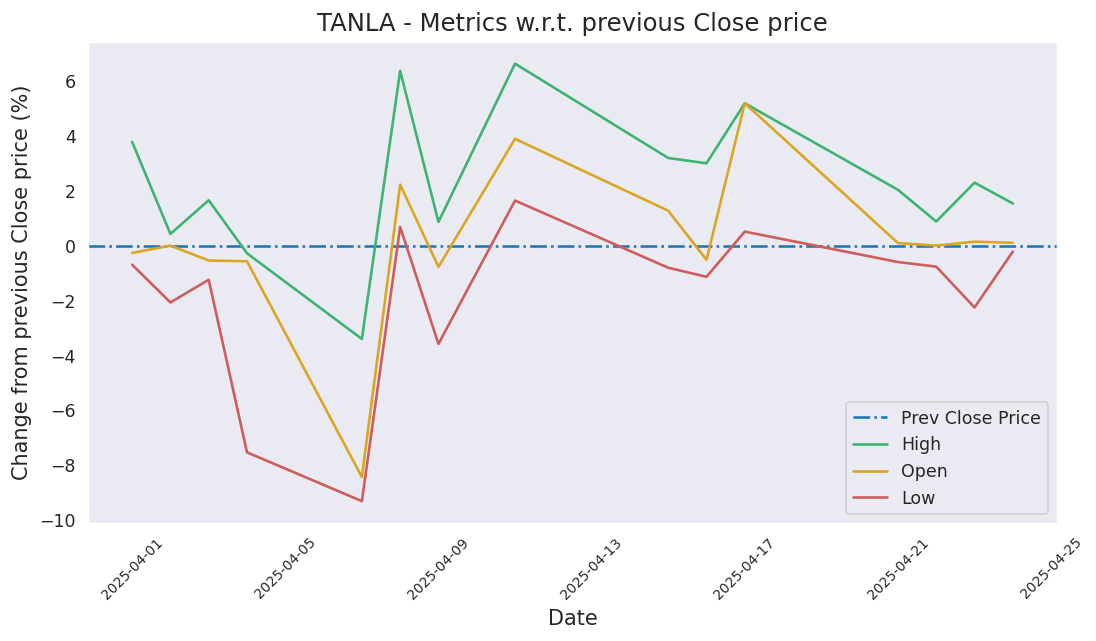 TANLA - Metrics w.r.t. previous Close price
Change from previous Close price (%)
6
4
2
0
−2
−4
−6
−8
−10
Prev Close Price
High
Open
Low
2025-04-01
2025-04-05
2025-04-09
2025-04-13
2025-04-17
2025-04-21
2025-04-25
Date